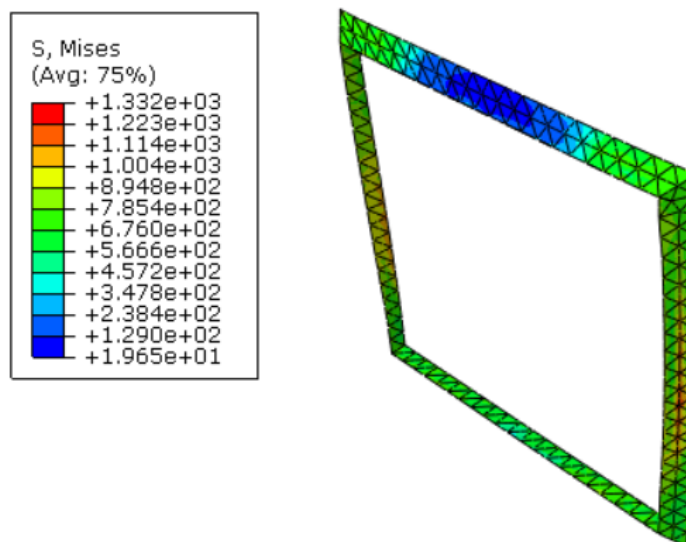 S, Mises
(Avg: 75%)
+1.332e+03
+1.223e+03
+1.114e+03
+1.004e+03
+8.948e+02
+7.854e+02
+6.760e+02
+5.666e+02
+4.572e+02
+3.478e+02
+2.384e+02
+1.290e+02
+1.965e+01